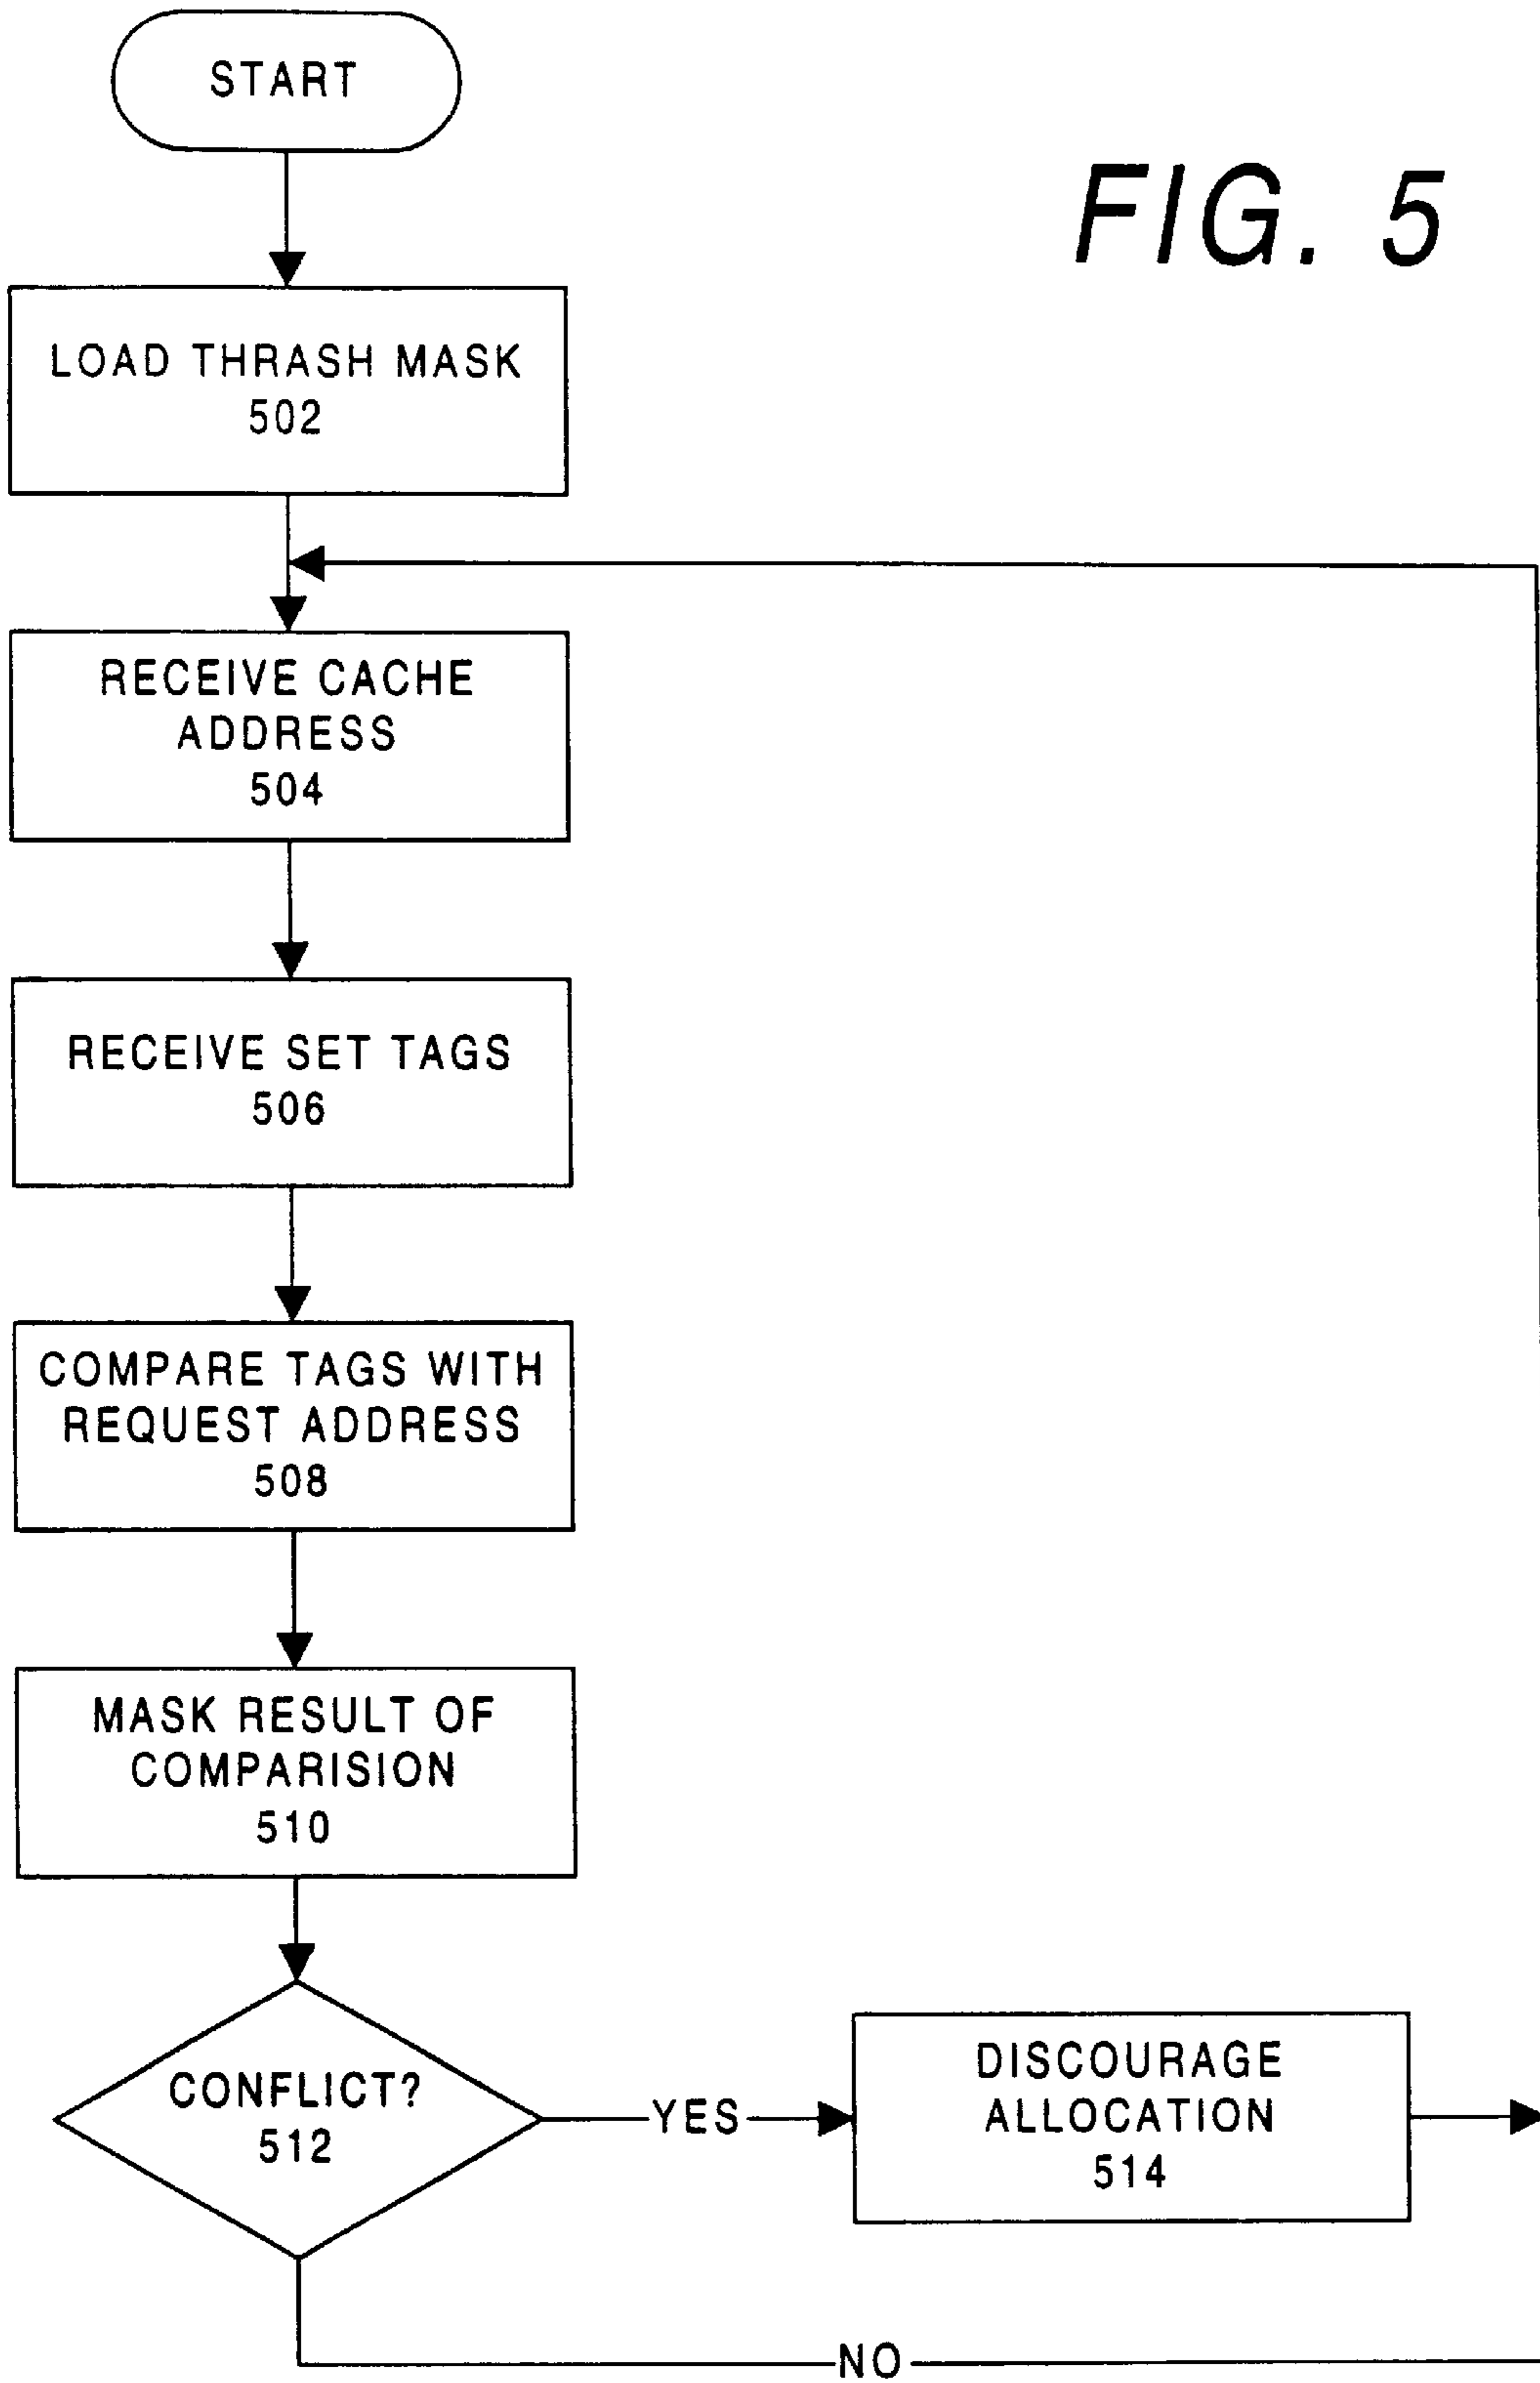 START
FIG. 5
LOAD THRASH MASK
502
RECEIVE CACHE
ADDRESS
504
RECEIVE SET TAGS
506
COMPARE TAGS WITH
REQUEST ADDRESS
508
MASK RESULT OF
COMPARISION
510
CONFLICT?
512
YES
DISCOURAGE
ALLOCATION
514
NO